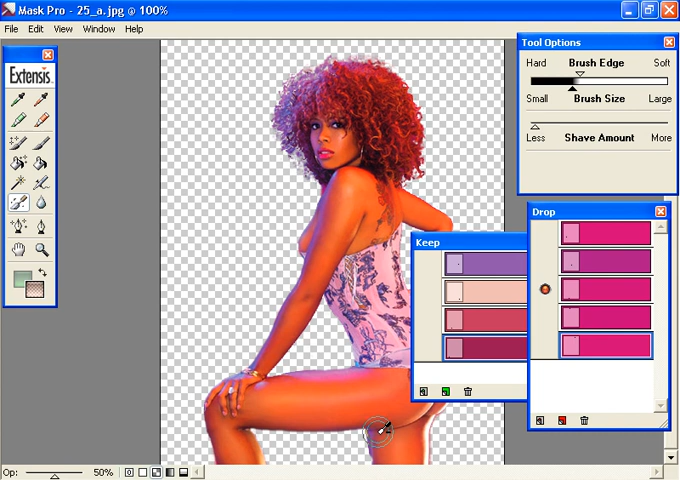 Mask Pro - 25_a.jpg @ 100%
File Edit View Window Help
Extensis
Tool Options
Hard Brush Edge Soft
Small Brush Size Large
Less Shave Amount More
Drop
Keep
Op: 50%